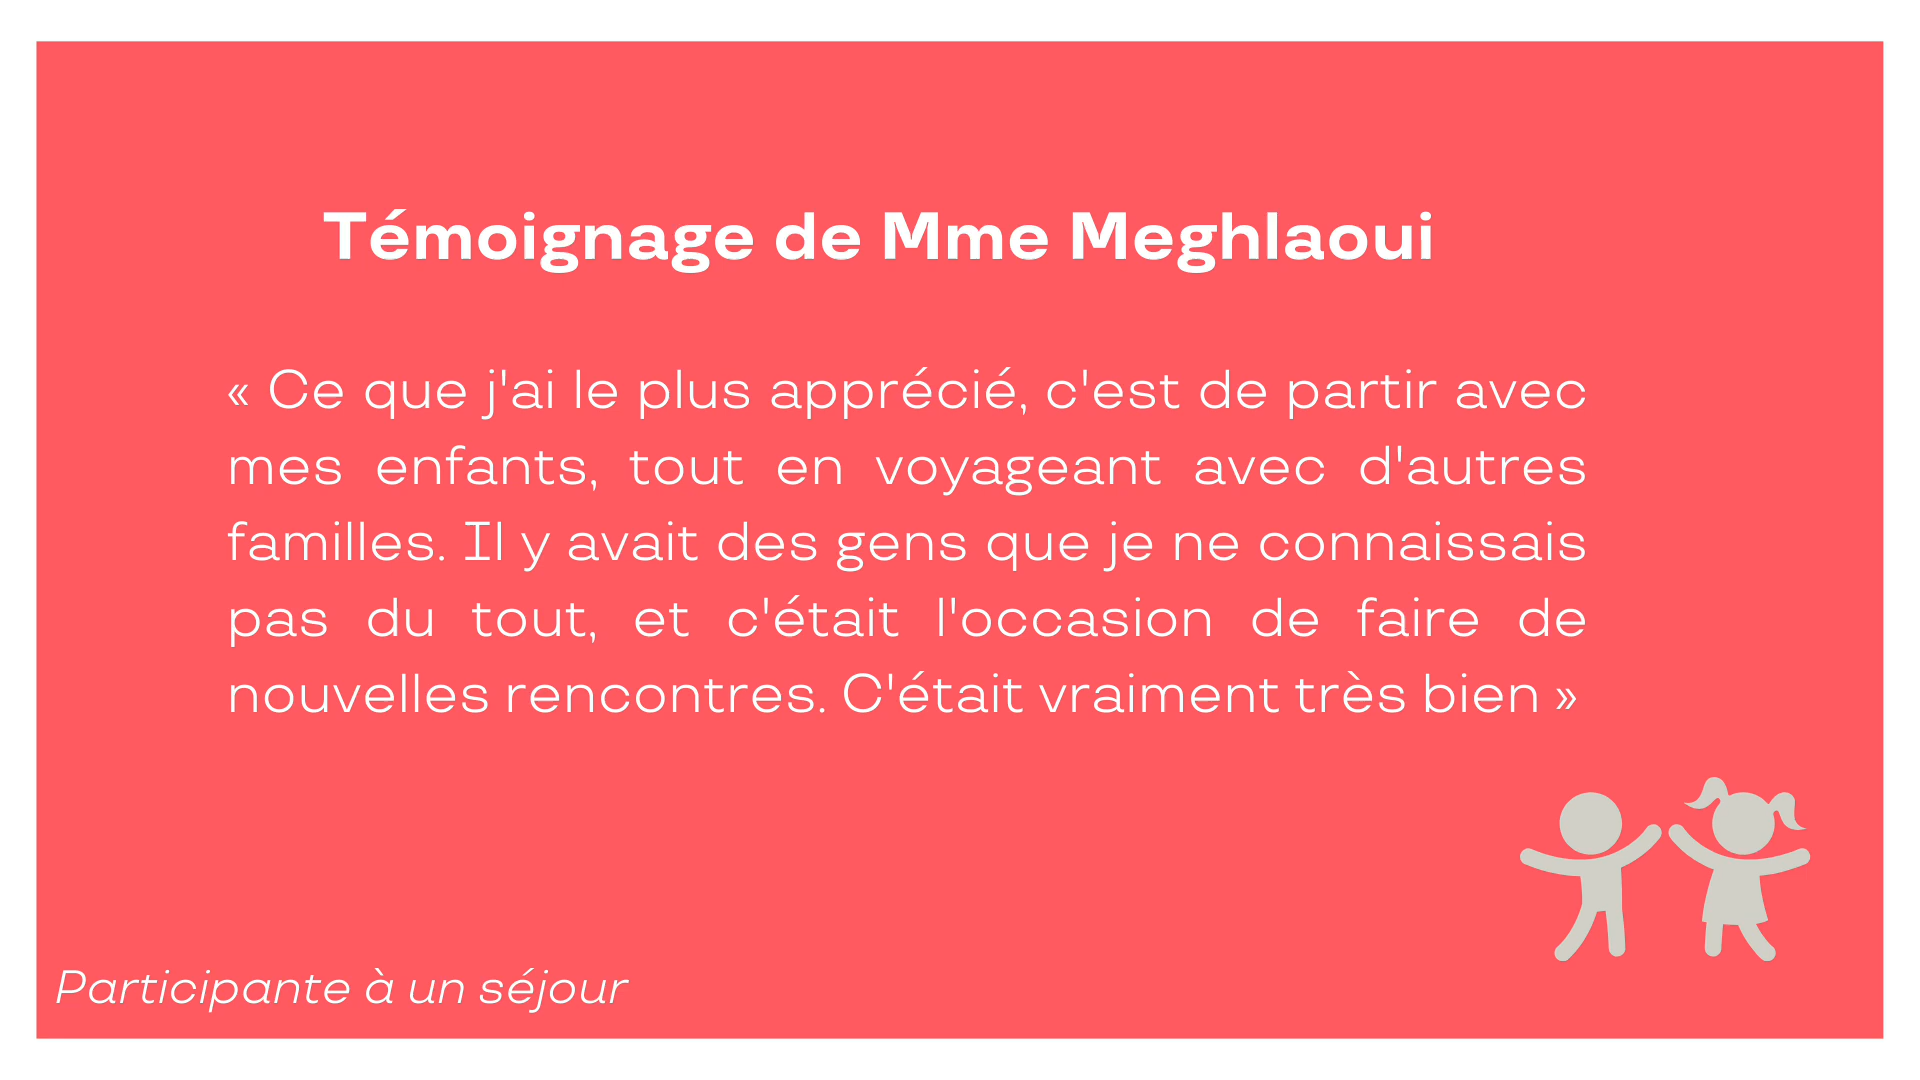 Témoignage de Mme Meghlaoui
« Ce que j'ai le plus apprécié, c'est de partir avec
mes enfants, tout en voyageant avec d'autres
familles. Il y avait des gens que je ne connaissais
pas du tout, et c'était l'occasion de faire de
nouvelles rencontres. C'était vraiment très bien »
Participante à un séjour